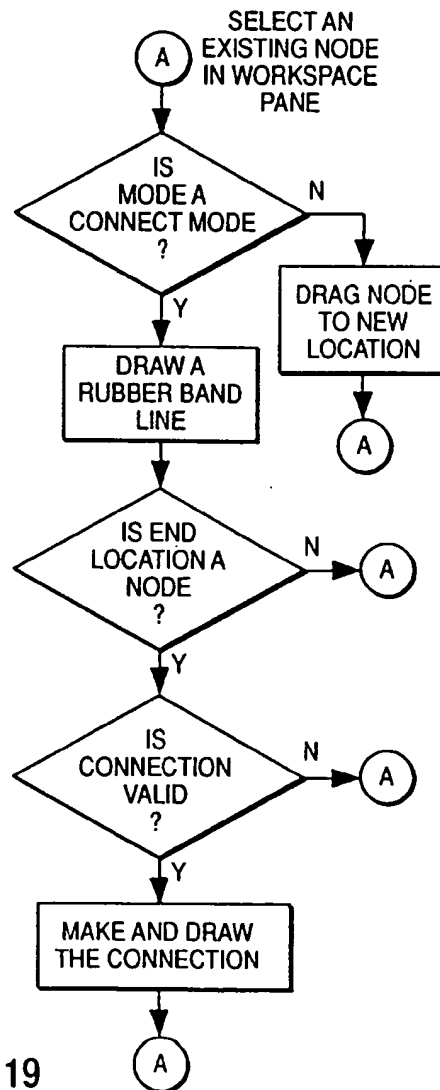 SELECT AN
EXISTING NODE
IN WORKSPACE
PANE
A
IS
MODE A
CONNECT MODE
?
N
Y
DRAG NODE
TO NEW
LOCATION
A
DRAW A
RUBBER BAND
LINE
IS END
LOCATION A
NODE
?
N
A
Y
IS
CONNECTION
VALID
?
N
A
Y
MAKE AND DRAW
THE CONNECTION
A
19